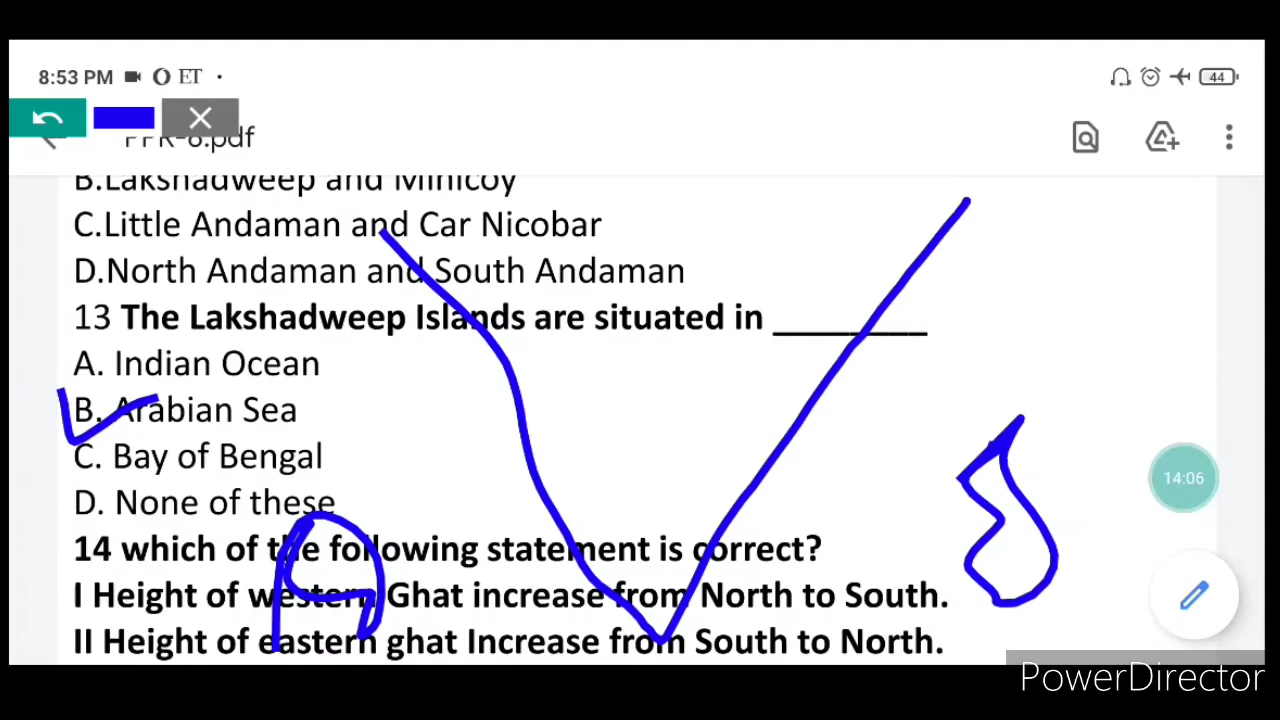 8:53 PM ET
44
PPR-8.pdf
B.Lakshadweep and Minicoy
C.Little Andaman and Car Nicobar
D.North Andaman and South Andaman
13 The Lakshadweep Islands are situated in ________
A. Indian Ocean
B. Arabian Sea
C. Bay of Bengal
D. None of these
14:06
14 which of the following statement is correct?
I Height of western Ghat increase from North to South.
II Height of eastern ghat Increase from South to North.
PowerDirector